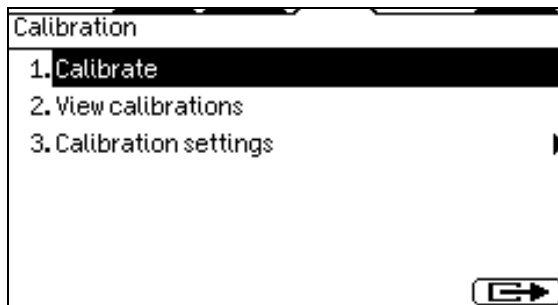 Calibration
1. Calibrate
2. View calibrations
3. Calibration settings